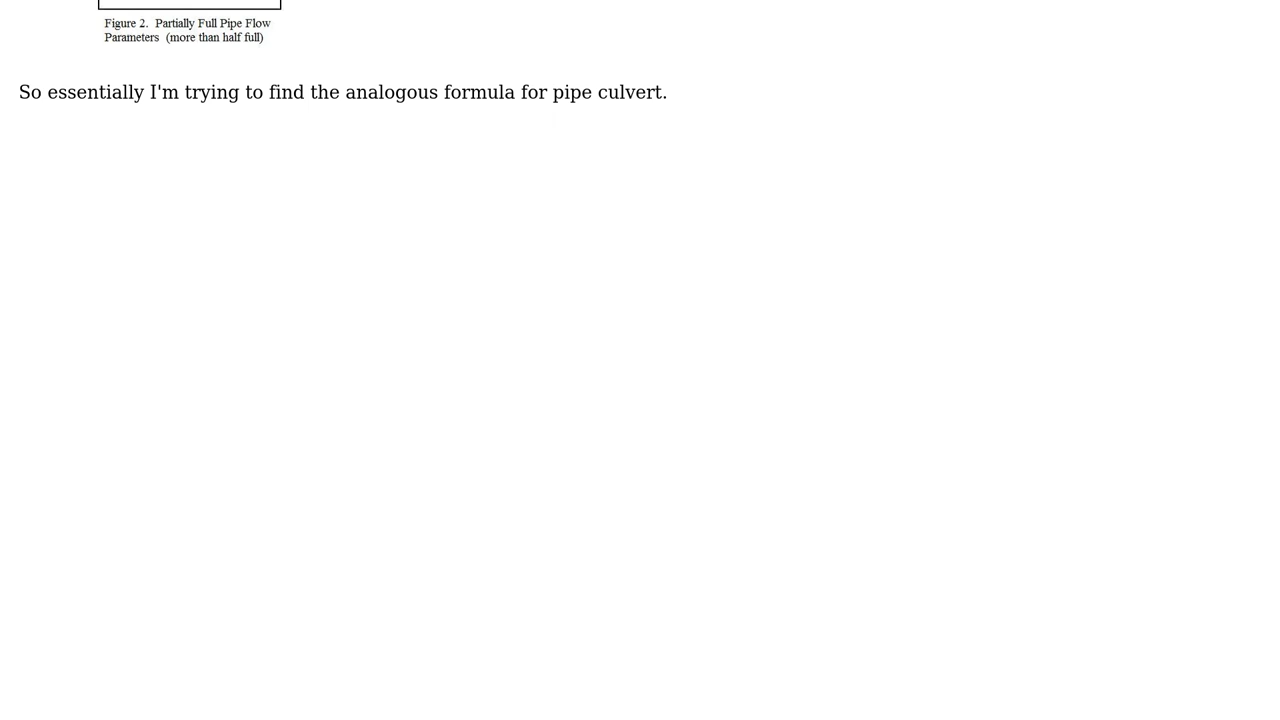 Figure 2.  Partially Full Pipe Flow
Parameters  (more than half full)
So essentially I'm trying to find the analogous formula for pipe culvert.